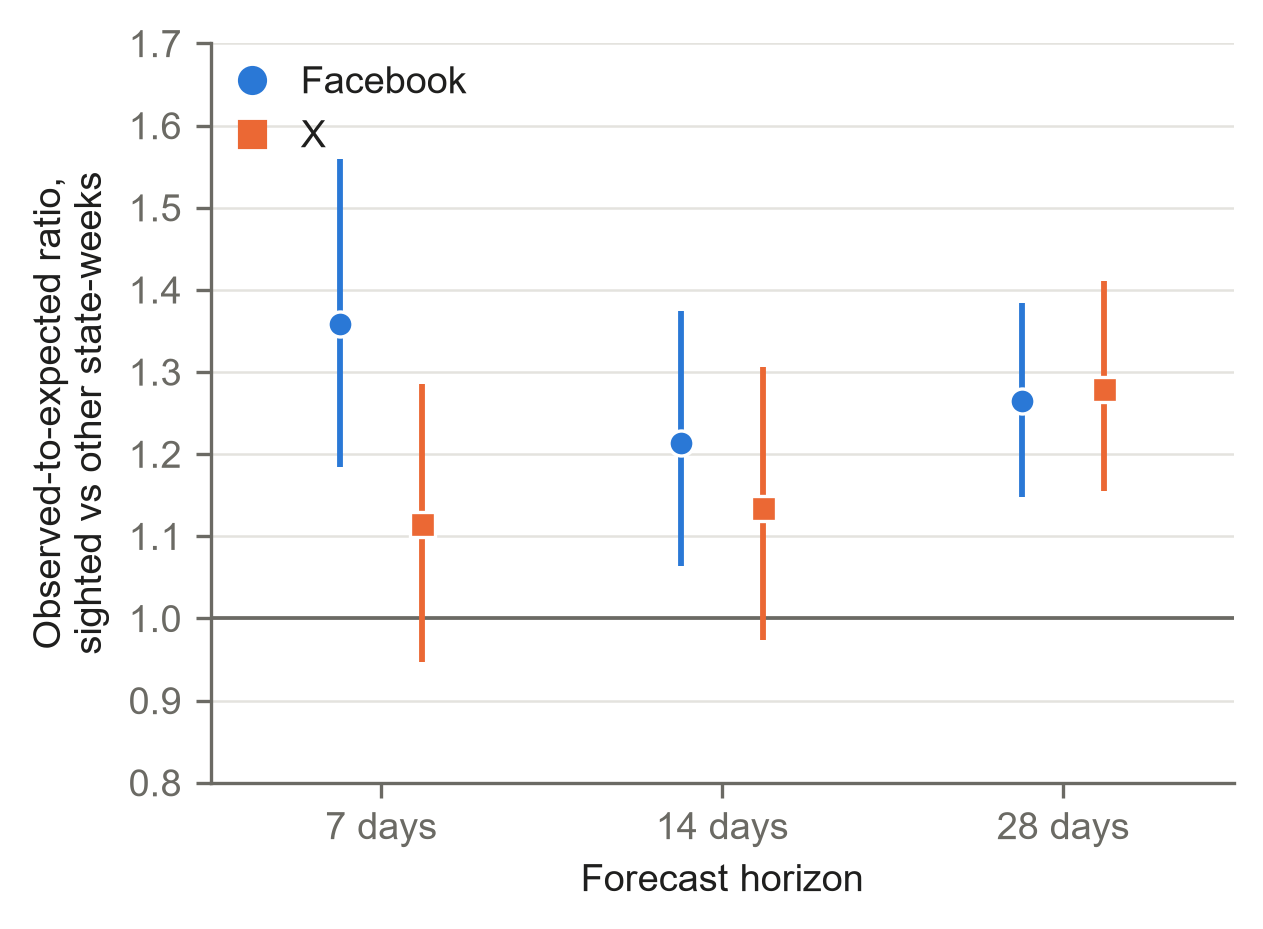 1.7
1.6
1.5
1.4
1.3
1.2
1.1
1.0
0.9
0.8
Facebook
X
Observed-to-expected ratio,
sighted vs other state-weeks
7 days
14 days
28 days
Forecast horizon